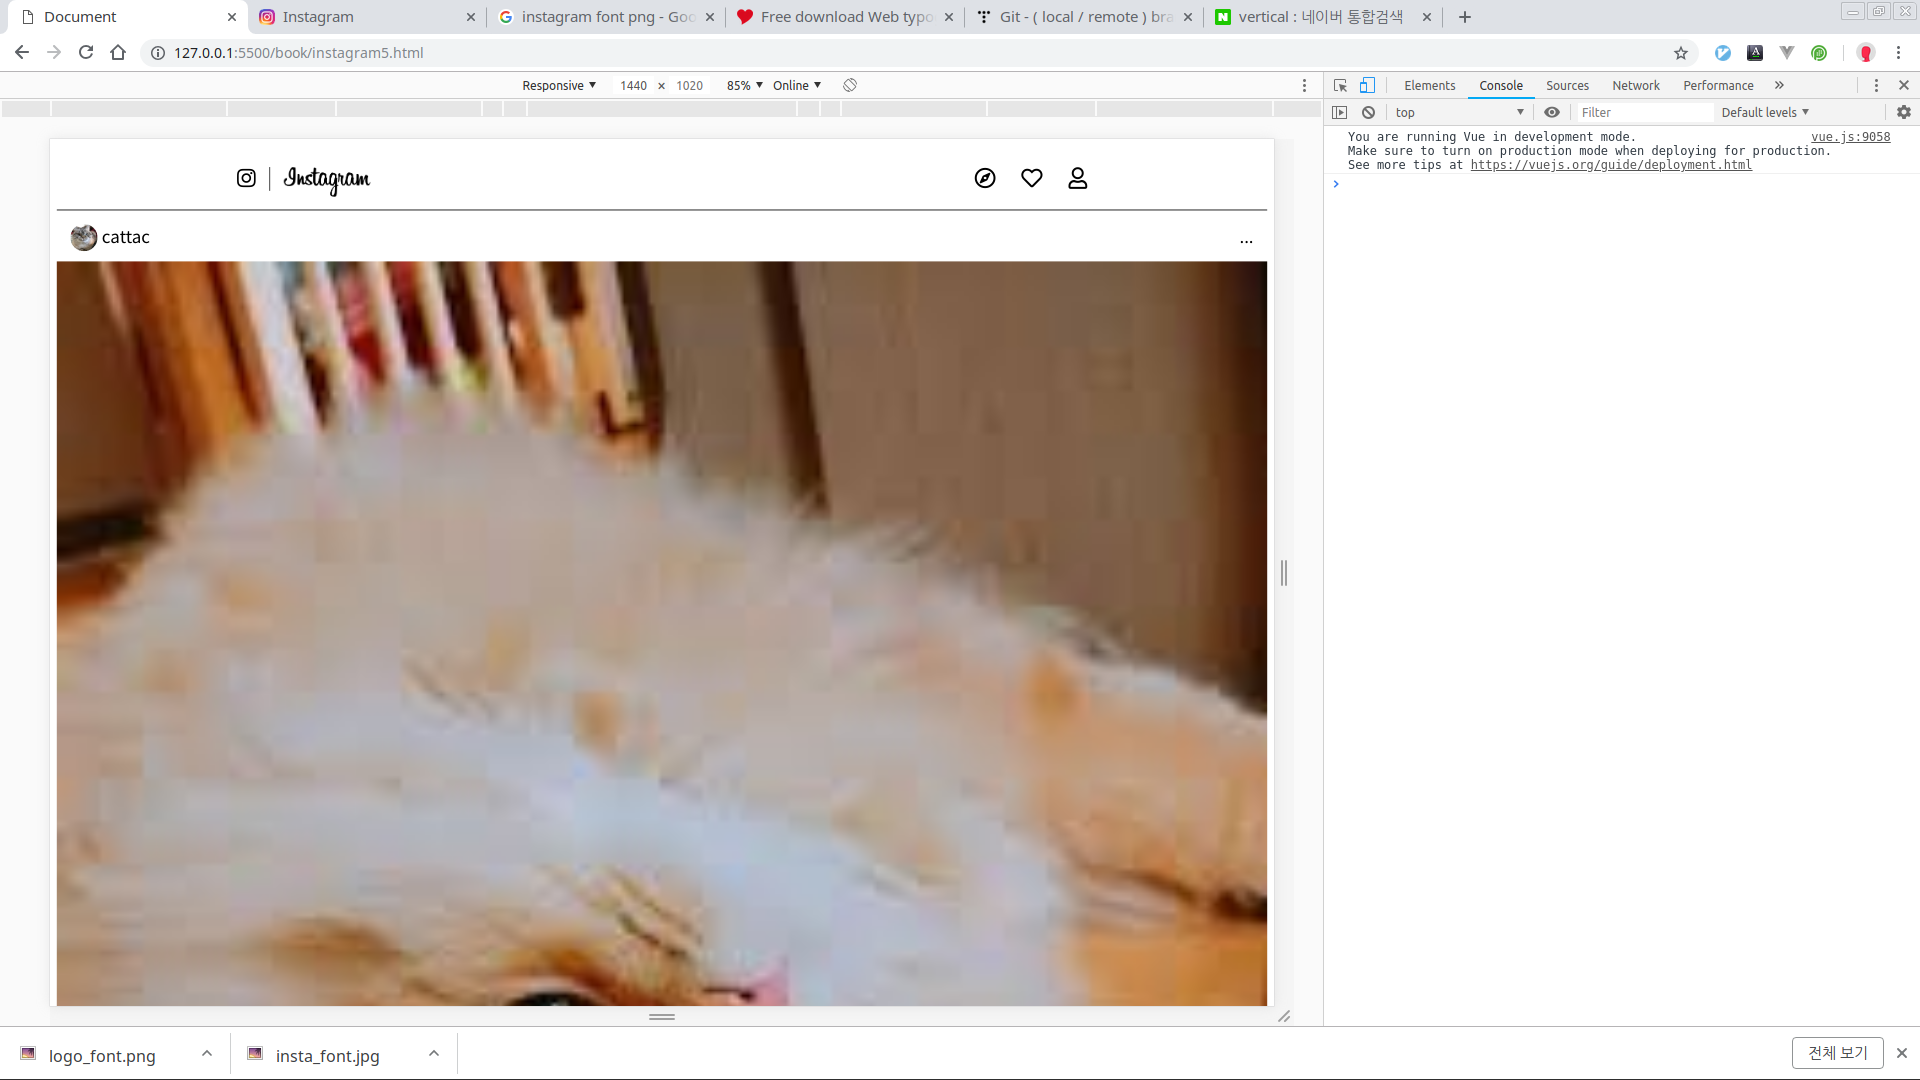 Document
Instagram
instagram font png - Goo
Free download Web typo
Git - ( local / remote ) bra
vertical : 네이버 통합검색
127.0.0.1:5500/book/instagram5.html
Responsive
1440 × 1020
85%
Online
Elements
Console
Sources
Network
Performance
top
Filter
Default levels
You are running Vue in development mode.
vue.js:9058
Make sure to turn on production mode when deploying for production.
See more tips at https://vuejs.org/guide/deployment.html
Instagram
cattac
...
logo_font.png
insta_font.jpg
전체 보기